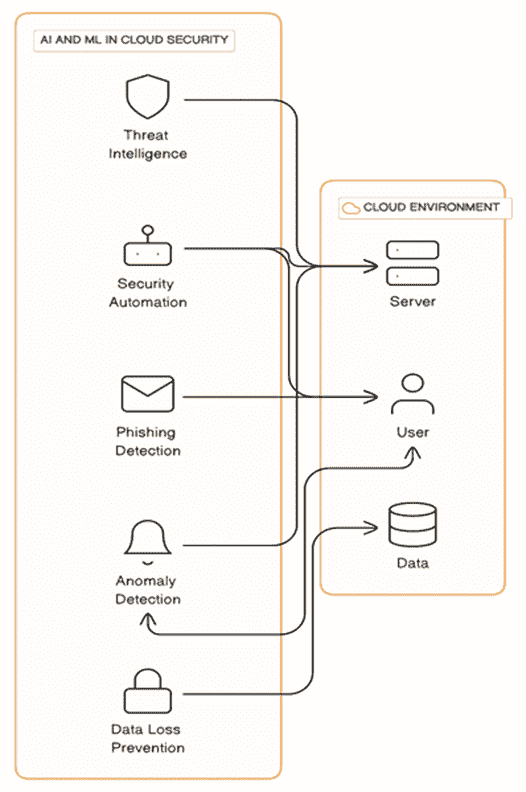 AI AND ML IN CLOUD SECURITY
Threat
Intelligence
Security
Automation
Phishing
Detection
Anomaly
Detection
Data Loss
Prevention
CLOUD ENVIRONMENT
Server
User
Data